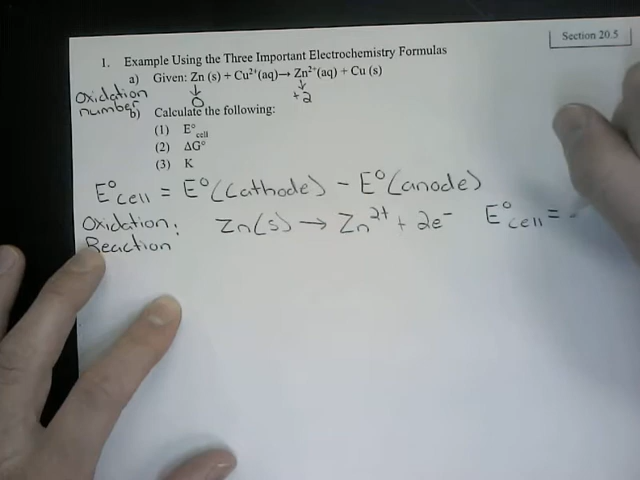 Section 20.5
1. Example Using the Three Important Electrochemistry Formulas
a) Given: Zn (s) + Cu²⁺(ayq)→ Zn²⁺(aq) + Cu (s)
Oxidation number
↓ 0
↓ +2
b) Calculate the following:
(1) E°cell
(2) ΔG°
(3) K
E°cell = E°(Cathode) - E°(anode)
Oxidation: Zn(s) → Zn²⁺ + 2e⁻ E°cell =
Reaction